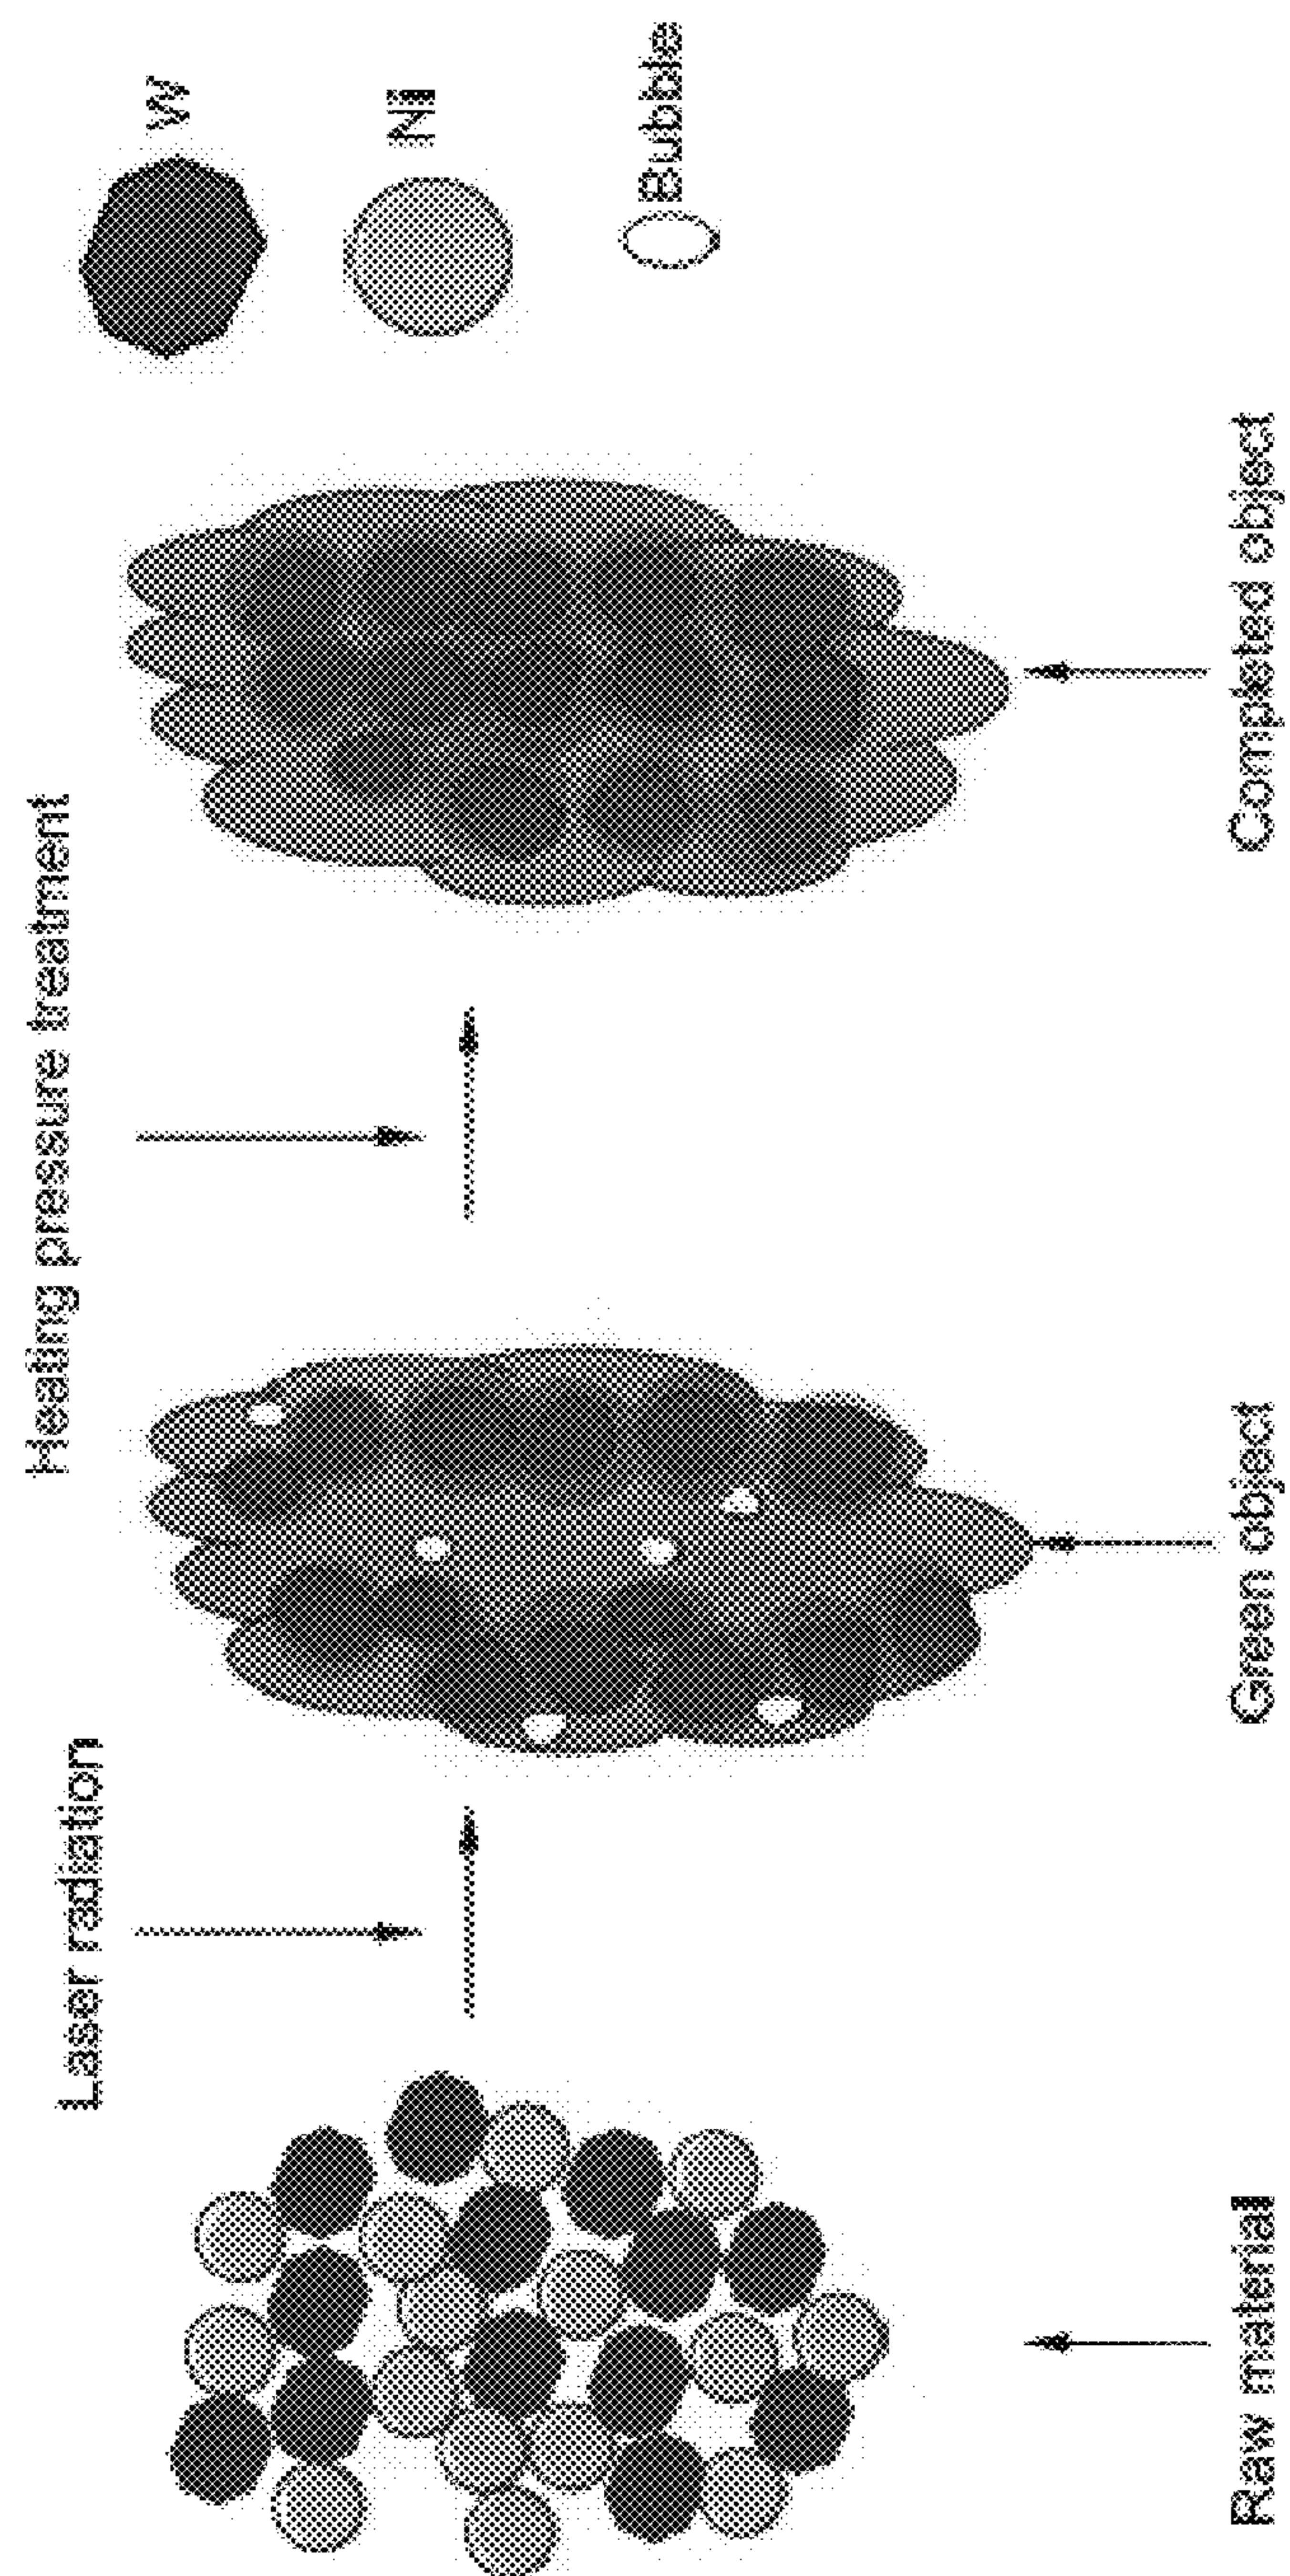 Laser radiation
Heating pressure treatment
W
Ni
Bubble
Raw material
Green object
Completed object